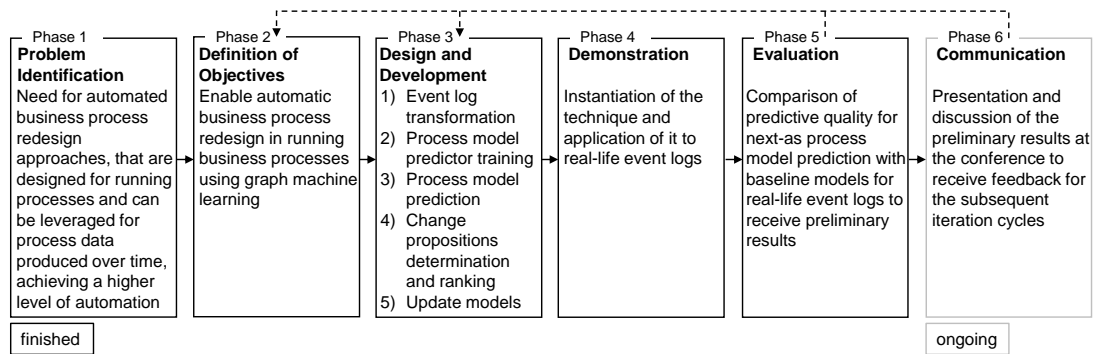 Phase 1
Problem
Identification
Need for automated
business process
redesign
approaches, that are
designed for running
processes and can
be leveraged for
process data
produced over time,
achieving a higher
level of automation
Phase 2
Definition of
Objectives
Enable automatic
business process
redesign in running
business processes
using graph machine
learning
Phase 3
Design and
Development
1) Event log
transformation
2) Process model
predictor training
3) Process model
prediction
4) Change
propositions
determination
and ranking
5) Update models
Phase 4
Demonstration
Instantiation of the
technique and
application of it to
real-life event logs
Phase 5
Evaluation
Comparison of
predictive quality for
next-as process
model prediction with
baseline models for
real-life event logs to
receive preliminary
results
Phase 6
Communication
Presentation and
discussion of the
preliminary results at
the conference to
receive feedback for
the subsequent
iteration cycles
finished
ongoing